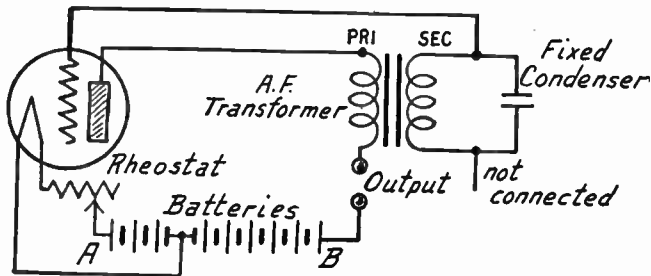 PRI
SEC
A.F.
Transformer
Fixed
Condenser
Rheostat
Output
not
connected
Batteries
A
B